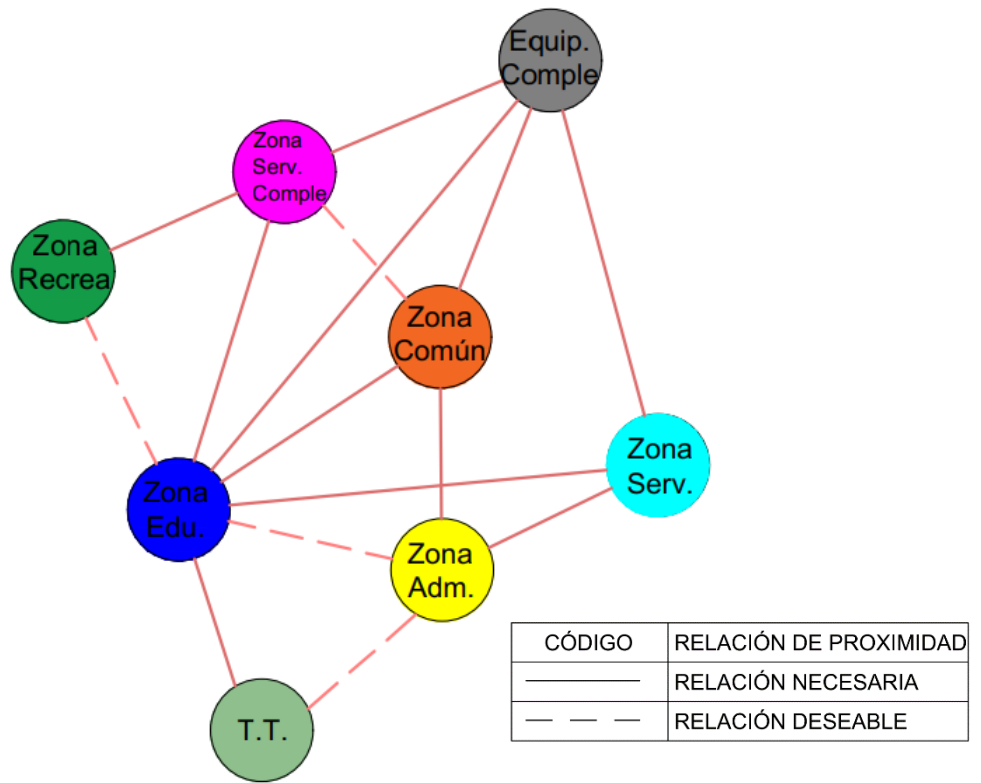 Equip.
Comple
Zona
Serv.
Comple
Zona
Recrea
Zona
Común
Zona
Serv.
Zona
Edu.
Zona
Adm.
T.T.
CÓDIGO RELACIÓN DE PROXIMIDAD
RELACIÓN NECESARIA
RELACIÓN DESEABLE